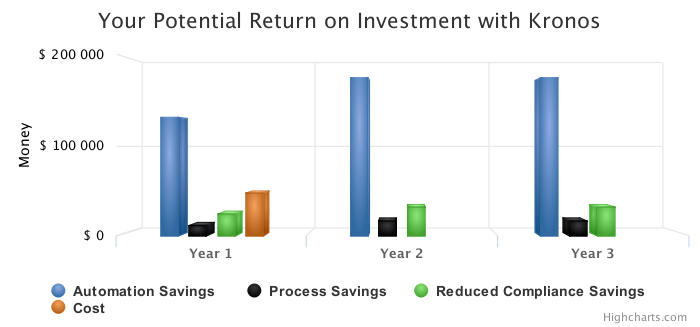 Your Potential Return on Investment with Kronos
$ 200 000
$ 100 000
$ 0
Money
Year 1 Year 2 Year 3
Automation Savings Process Savings Reduced Compliance Savings
Cost
Highcharts.com